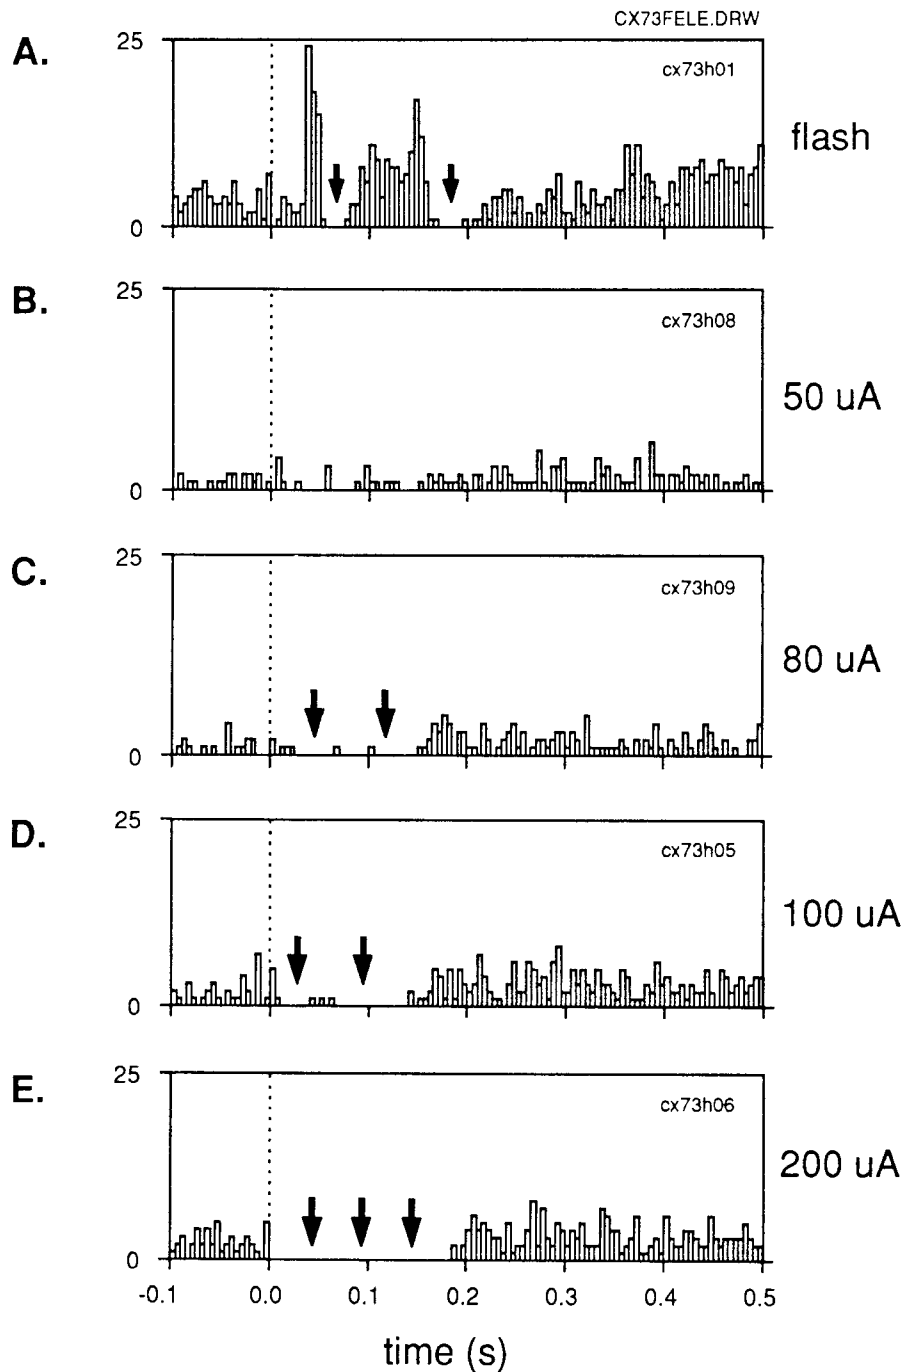 CX73FELE.DRW
A.
25
cx73h01
flash
0
B.
25
cx73h08
50 uA
0
C.
25
cx73h09
80 uA
0
D.
25
cx73h05
100 uA
0
E.
25
cx73h06
200 uA
0
-0.1 0.0 0.1 0.2 0.3 0.4 0.5
time (s)